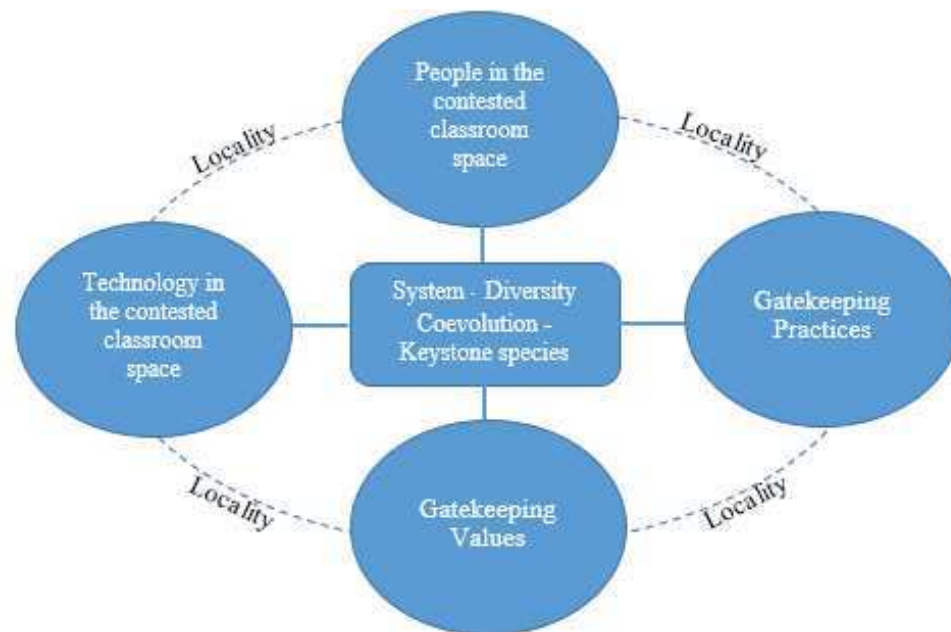 People in the
contested
classroom
space
Locality
Locality
Technology in
the contested
classroom
space
System - Diversity
Coevolution -
Keystone species
Gatekeeping
Practices
Locality
Locality
Gatekeeping
Values